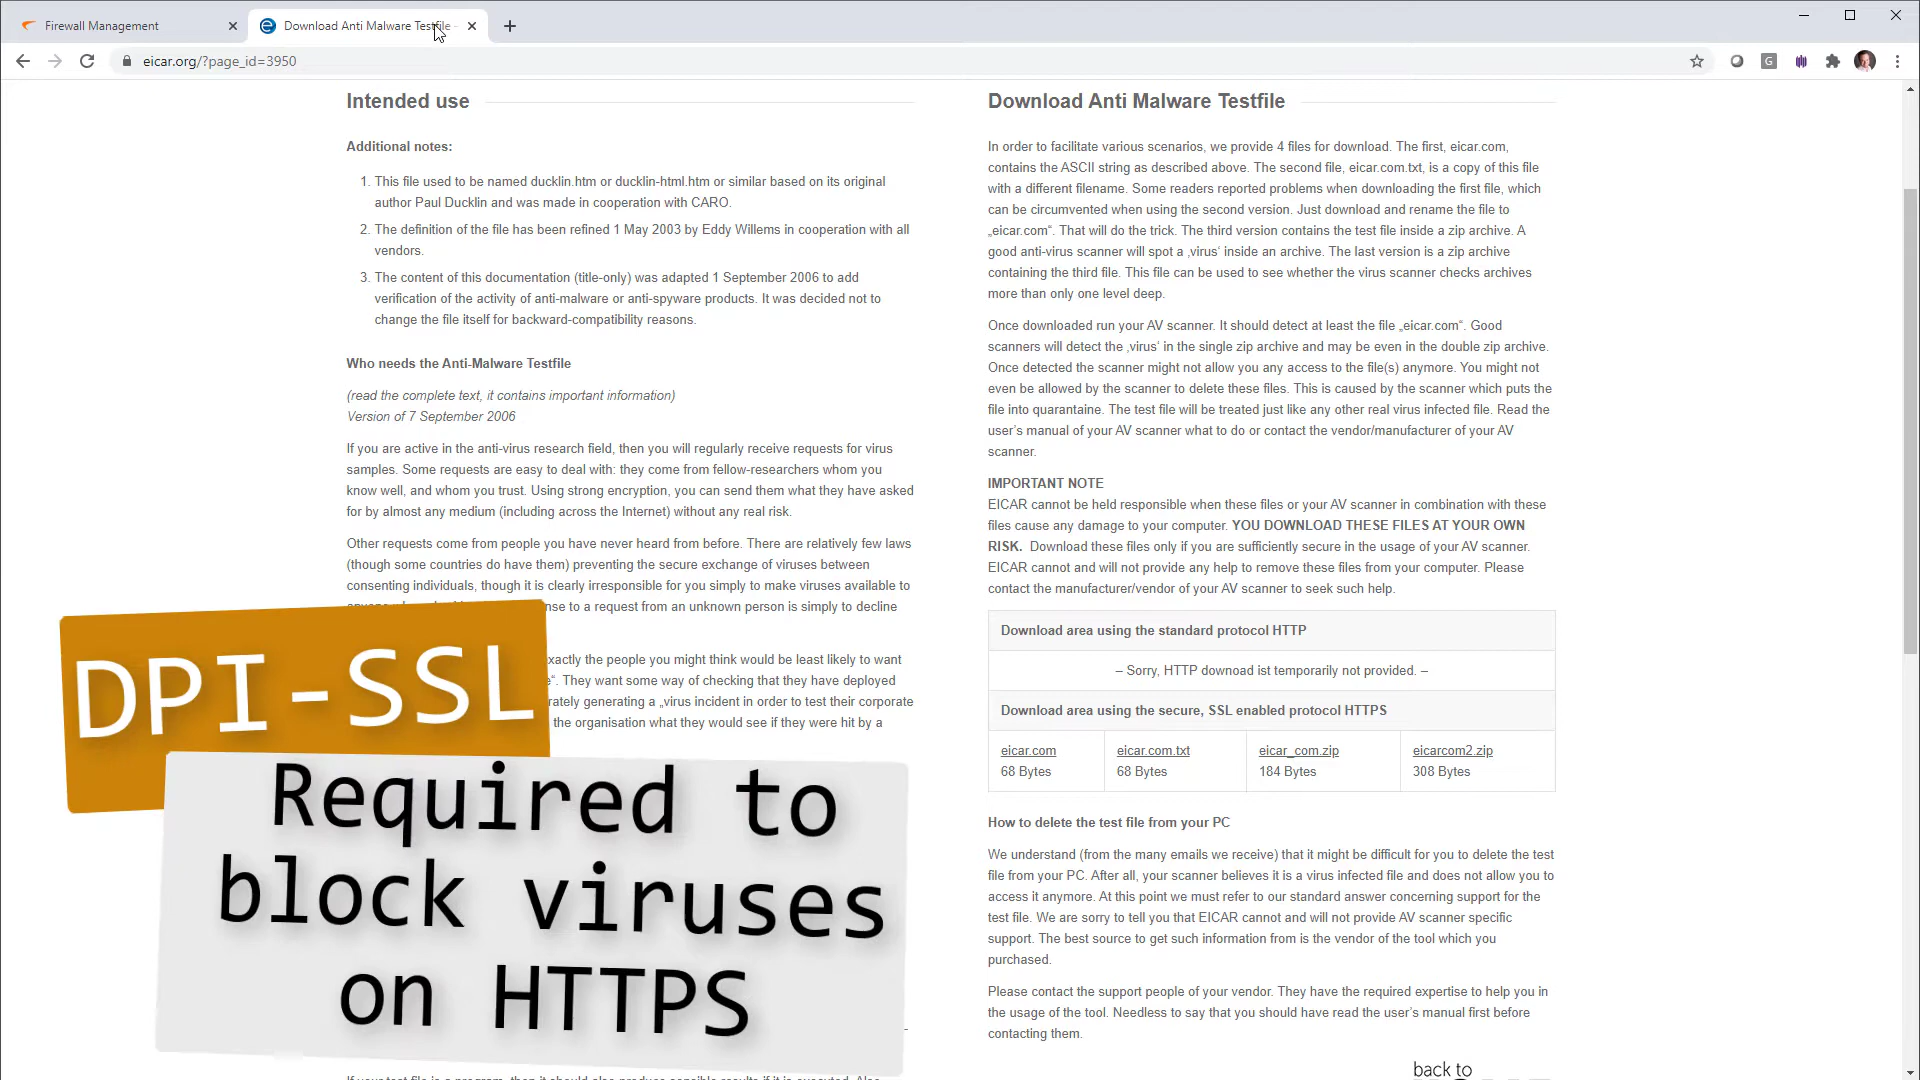 Firewall Management
Download Anti Malware Testfile
eicar.org/?page_id=3950
Intended use
Additional notes:
1. This file used to be named ducklin.htm or ducklin-html.htm or similar based on its original
author Paul Ducklin and was made in cooperation with CARO.
2. The definition of the file has been refined 1 May 2003 by Eddy Willems in cooperation with all
vendors.
3. The content of this documentation (title-only) was adapted 1 September 2006 to add
verification of the activity of anti-malware or anti-spyware products. It was decided not to
change the file itself for backward-compatibility reasons.
Who needs the Anti-Malware Testfile
(read the complete text, it contains important information)
Version of 7 September 2006
If you are active in the anti-virus research field, then you will regularly receive requests for virus
samples. Some requests are easy to deal with: they come from fellow-researchers whom you
know well, and whom you trust. Using strong encryption, you can send them what they have asked
for by almost any medium (including across the Internet) without any real risk.
Other requests come from people you have never heard from before. There are relatively few laws
(though some countries do have them) preventing the secure exchange of viruses between
consenting individuals, though it is clearly irresponsible for you simply to make viruses available to
nse to a request from an unknown person is simply to decline
xactly the people you might think would be least likely to want
e“. They want some way of checking that they have deployed
rately generating a „virus incident in order to test their corporate
the organisation what they would see if they were hit by a
DPI-SSL
Required to
block viruses
on HTTPS
Download Anti Malware Testfile
In order to facilitate various scenarios, we provide 4 files for download. The first, eicar.com,
contains the ASCII string as described above. The second file, eicar.com.txt, is a copy of this file
with a different filename. Some readers reported problems when downloading the first file, which
can be circumvented when using the second version. Just download and rename the file to
„eicar.com“. That will do the trick. The third version contains the test file inside a zip archive. A
good anti-virus scanner will spot a ‚virus‘ inside an archive. The last version is a zip archive
containing the third file. This file can be used to see whether the virus scanner checks archives
more than only one level deep.
Once downloaded run your AV scanner. It should detect at least the file „eicar.com“. Good
scanners will detect the ‚virus‘ in the single zip archive and may be even in the double zip archive.
Once detected the scanner might not allow you any access to the file(s) anymore. You might not
even be allowed by the scanner to delete these files. This is caused by the scanner which puts the
file into quarantaine. The test file will be treated just like any other real virus infected file. Read the
user’s manual of your AV scanner what to do or contact the vendor/manufacturer of your AV
scanner.
IMPORTANT NOTE
EICAR cannot be held responsible when these files or your AV scanner in combination with these
files cause any damage to your computer. YOU DOWNLOAD THESE FILES AT YOUR OWN
RISK. Download these files only if you are sufficiently secure in the usage of your AV scanner.
EICAR cannot and will not provide any help to remove these files from your computer. Please
contact the manufacturer/vendor of your AV scanner to seek such help.
Download area using the standard protocol HTTP
– Sorry, HTTP downoad ist temporarily not provided. –
Download area using the secure, SSL enabled protocol HTTPS
eicar.com eicar.com.txt eicar_com.zip eicarcom2.zip
68 Bytes 68 Bytes 184 Bytes 308 Bytes
How to delete the test file from your PC
We understand (from the many emails we receive) that it might be difficult for you to delete the test
file from your PC. After all, your scanner believes it is a virus infected file and does not allow you to
access it anymore. At this point we must refer to our standard answer concerning support for the
test file. We are sorry to tell you that EICAR cannot and will not provide AV scanner specific
support. The best source to get such information from is the vendor of the tool which you
purchased.
Please contact the support people of your vendor. They have the required expertise to help you in
the usage of the tool. Needless to say that you should have read the user’s manual first before
contacting them.
back to